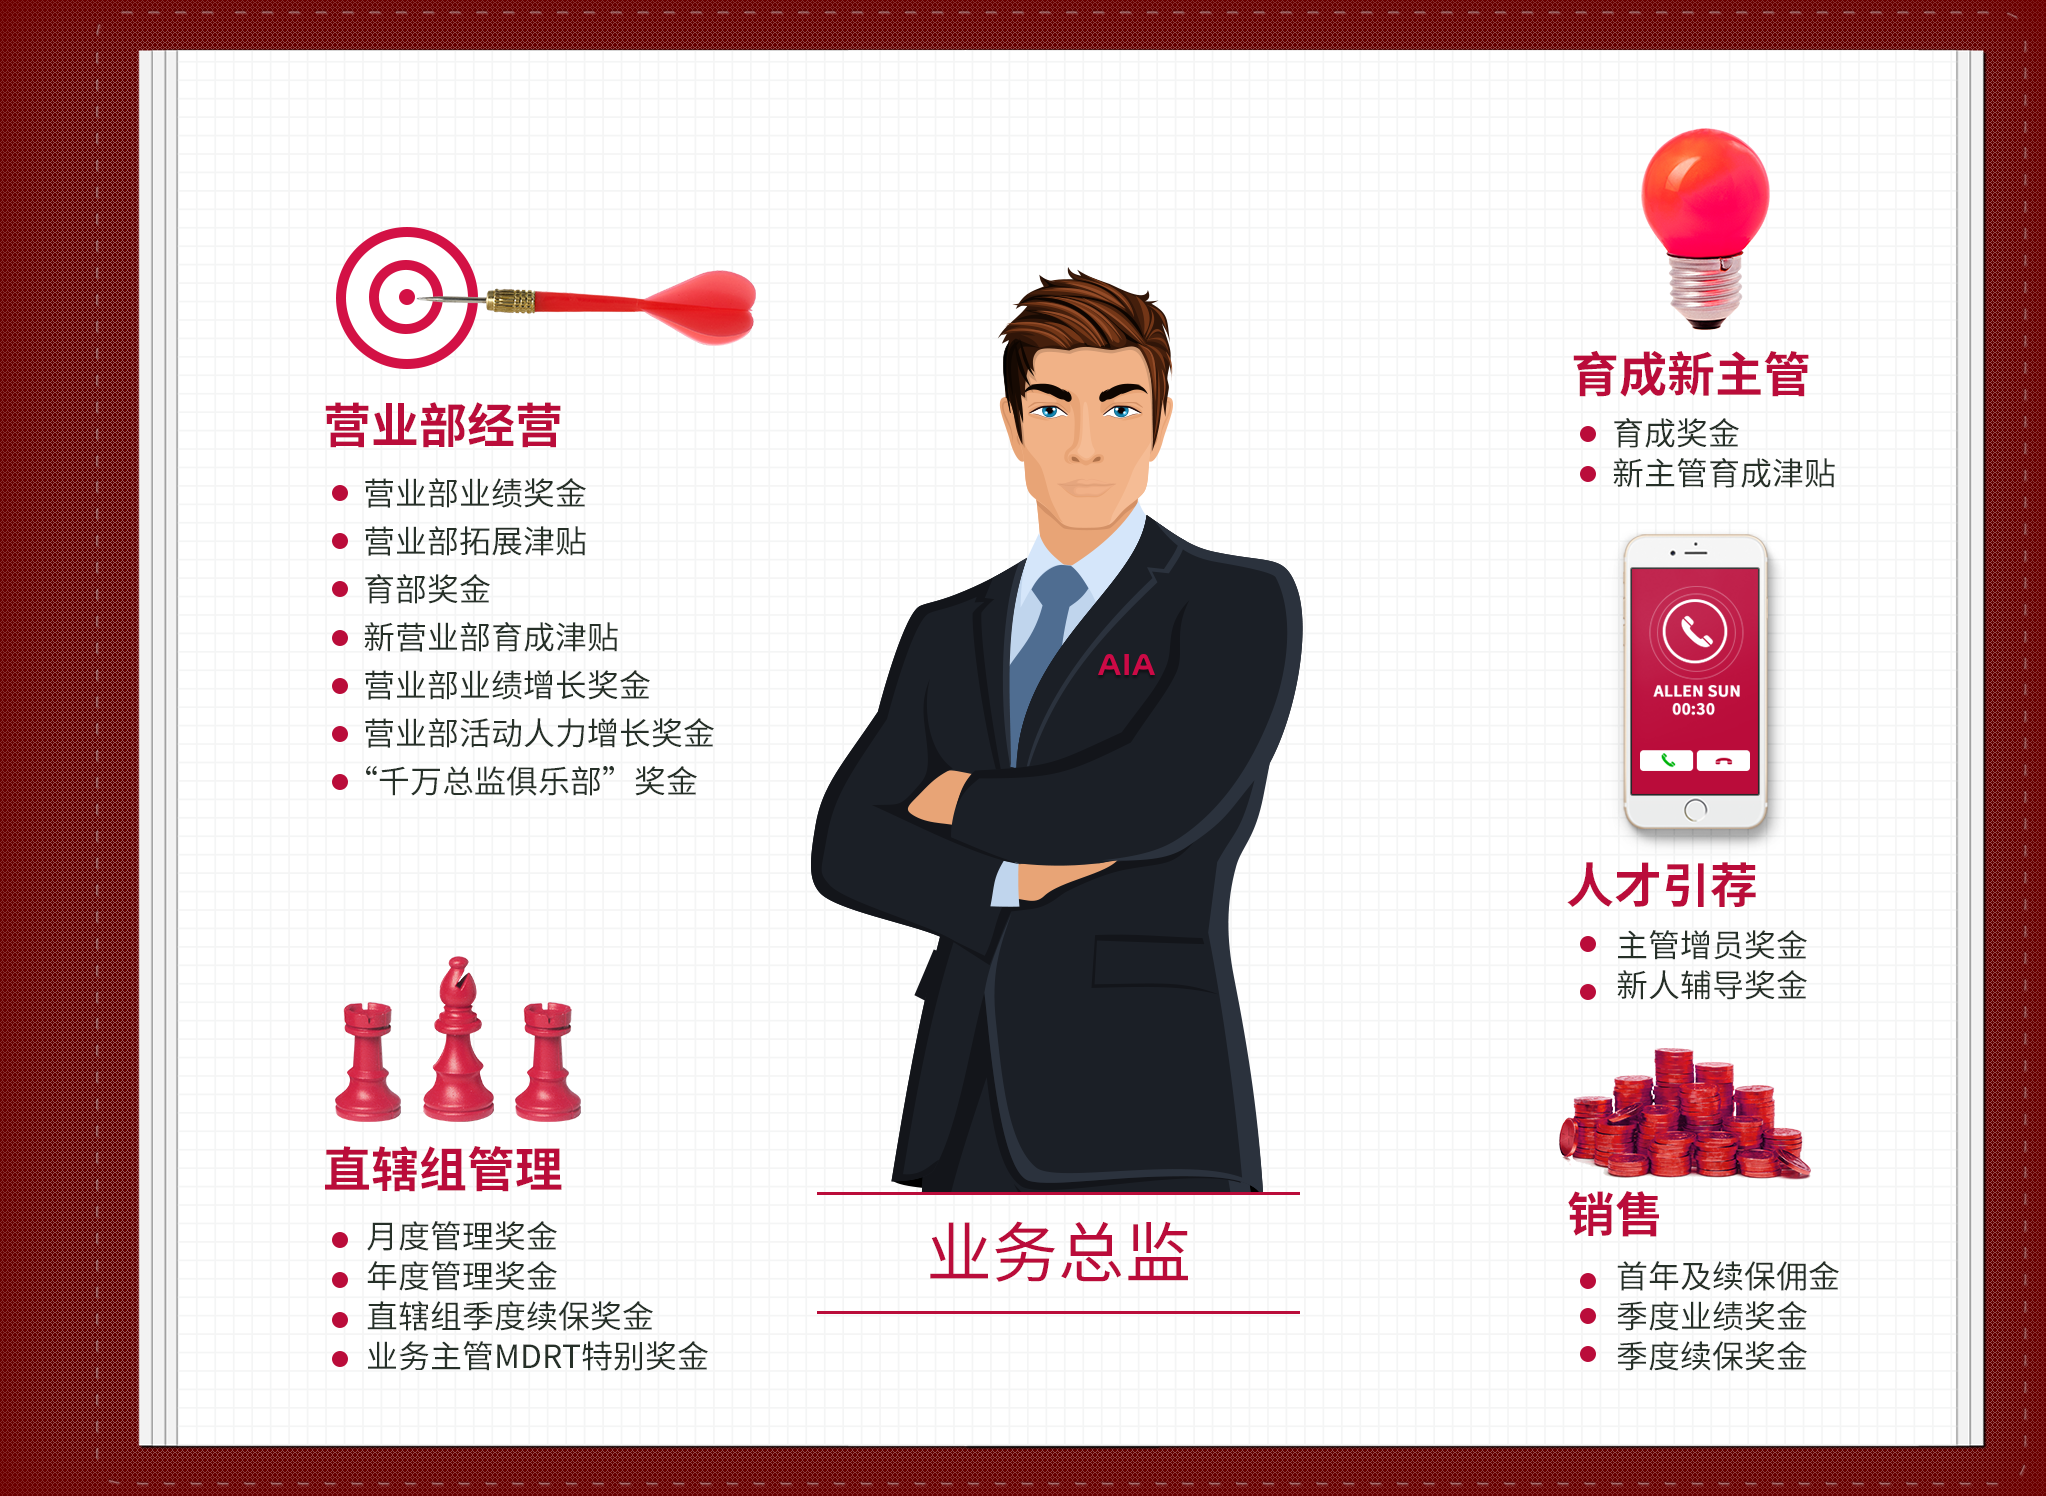 营业部经营
营业部业绩奖金
营业部拓展津贴
育部奖金
新营业部育成津贴
营业部业绩增长奖金
营业部活动人力增长奖金
“千万总监俱乐部”奖金
直辖组管理
月度管理奖金
年度管理奖金
直辖组季度续保奖金
业务主管MDRT特别奖金
AIA
业务总监
育成新主管
育成奖金
新主管育成津贴
ALLEN SUN
00:30
人才引荐
主管增员奖金
新人辅导奖金
销售
首年及续保佣金
季度业绩奖金
季度续保奖金